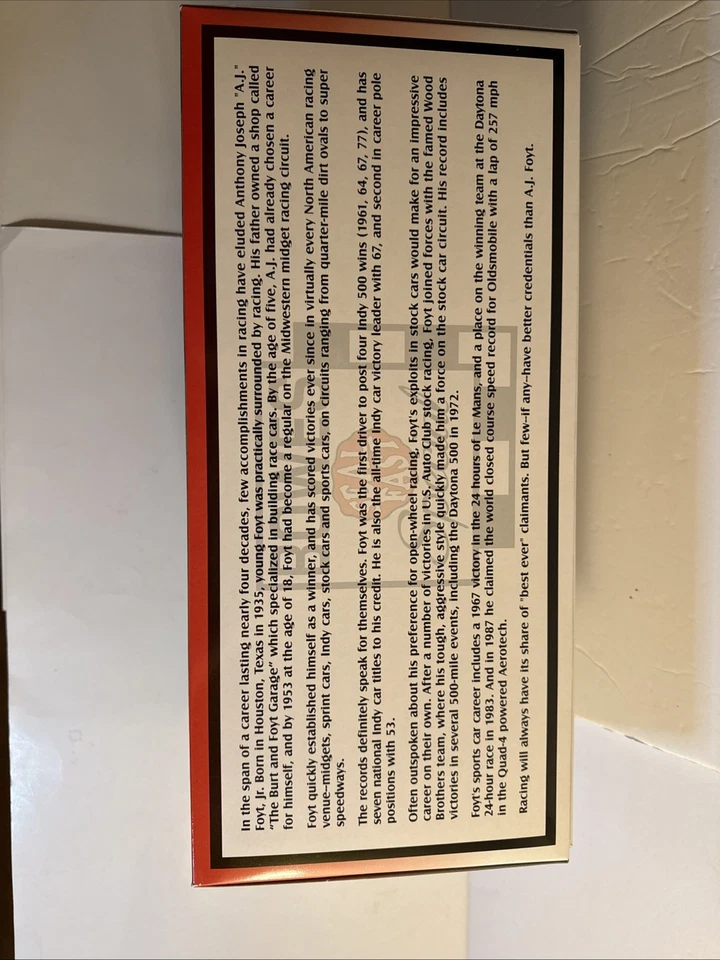 In the span of a career lasting nearly four decades, few accomplishments in racing have eluded Anthony Joseph "A.J."
Foyt, Jr. Born in Houston, Texas in 1935, young Foyt was practically surrounded by racing. His father owned a shop called
"The Burt and Foyt Garage" which specialized in building race cars. By the age of five, A.J. had already chosen a career
for himself, and by 1953 at the age of 18, Foyt had become a regular on the Midwestern midget racing circuit.
Foyt quickly established himself as a winner, and has scored victories ever since in virtually every North American racing
venue–midgets, sprint cars, Indy cars, stock cars and sports cars, on circuits ranging from quarter-mile dirt ovals to super
speedways.
The records definitely speak for themselves. Foyt was the first driver to post four Indy 500 wins (1961, 64, 67, 77), and has
seven national Indy car titles to his credit. He is also the all-time Indy car victory leader with 67, and second in career pole
positions with 53.
Often outspoken about his preference for open-wheel racing, Foyt's exploits in stock cars would make for an impressive
career on their own. After a number of victories in U.S. Auto Club stock racing, Foyt joined forces with the famed Wood
Brothers team, where his tough, aggressive style quickly made him a force on the stock car circuit. His record includes
victories in several 500-mile events, including the Daytona 500 in 1972.
Foyt's sports car career includes a 1967 victory in the 24 hours of Le Mans, and a place on the winning team at the Daytona
24-hour race in 1983. And in 1987 he claimed the world closed course speed record for Oldsmobile with a lap of 257 mph
in the Quad-4 powered Aerotech.
Racing will always have its share of "best ever" claimants. But few–if any–have better credentials than A.J. Foyt.